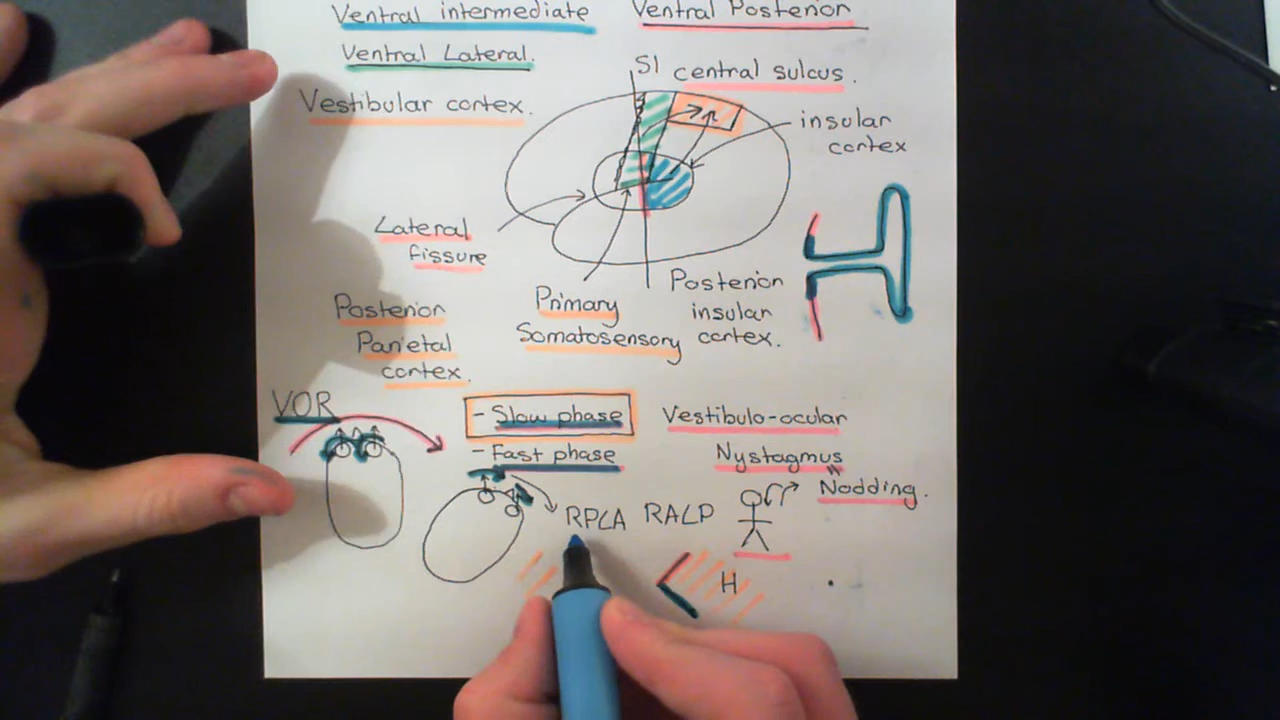 Ventral intermediate
Ventral Posterior
Ventral Lateral.
SI
central sulcus.
Vestibular cortex.
insular
cortex
Lateral
fissure
Posterior
Parietal
cortex.
Primary
Somatosensory
Posterior
insular
cortex.
VOR
- Slow phase
- Fast phase
Vestibulo-ocular
Nystagmus
"
Nodding.
RPLA RALP
H